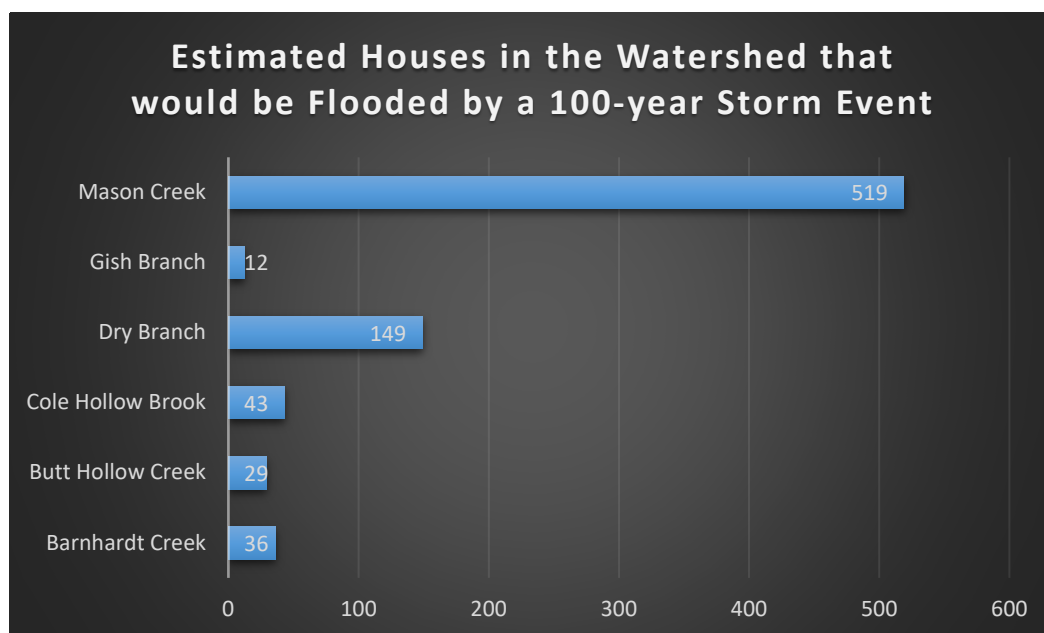 Estimated Houses in the Watershed that
would be Flooded by a 100-year Storm Event
Mason Creek 519
Gish Branch 12
Dry Branch 149
Cole Hollow Brook 43
Butt Hollow Creek 29
Barnhardt Creek 36
0 100 200 300 400 500 600